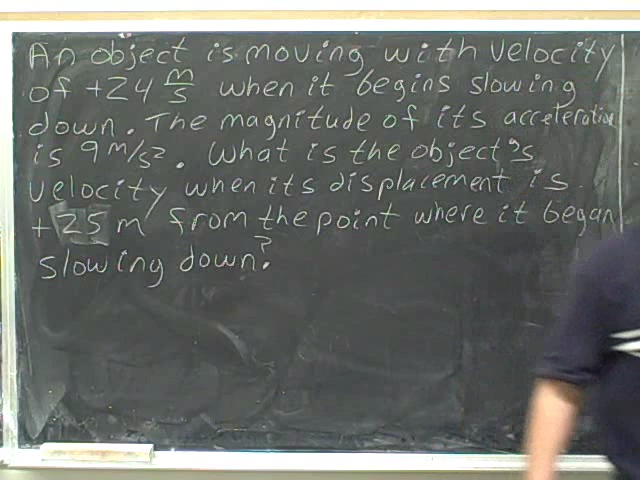 An object is moving with velocity
of +24 m/s when it begins slowing
down. The magnitude of its acceleration
is 9 m/s². What is the object's
velocity when its displacement is
+25 m from the point where it began
slowing down?